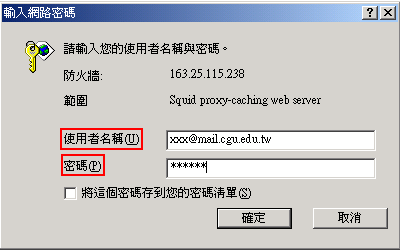 輸入網路密碼
請輸入您的使用者名稱與密碼。
防火牆: 163.25.115.238
範圍 Squid proxy-caching web server
使用者名稱(U) xxx@mail.cgu.edu.tw
密碼(P) ******
將這個密碼存到您的密碼清單(S)
確定 取消